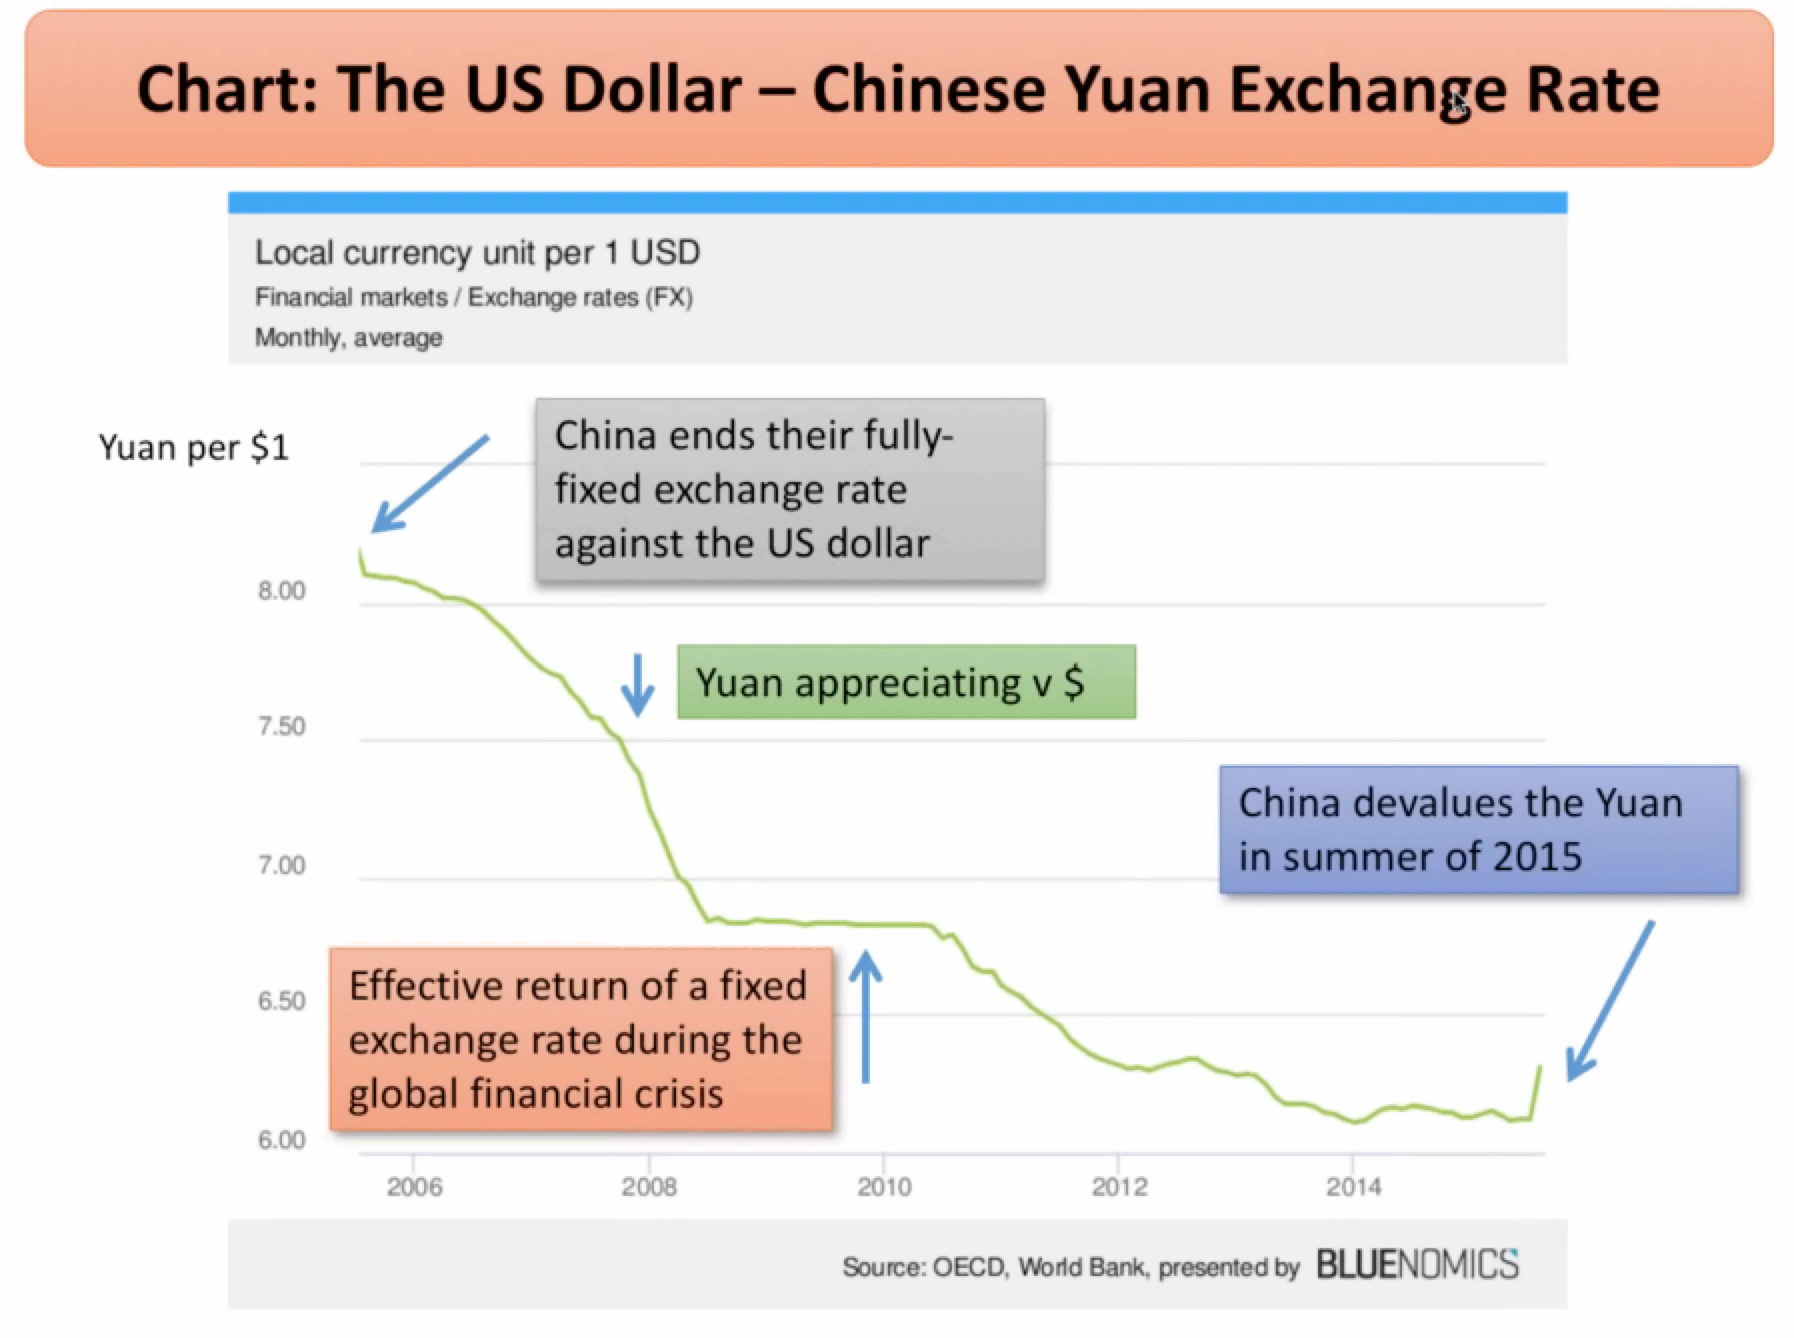 Chart: The US Dollar – Chinese Yuan Exchange Rate
Local currency unit per 1 USD
Financial markets / Exchange rates (FX)
Monthly, average
Yuan per $1
China ends their fully-
fixed exchange rate
against the US dollar
8.00
Yuan appreciating v $
7.50
China devalues the Yuan
in summer of 2015
7.00
Effective return of a fixed
exchange rate during the
global financial crisis
6.50
6.00
2006 2008 2010 2012 2014
Source: OECD, World Bank, presented by BLUENOMICS